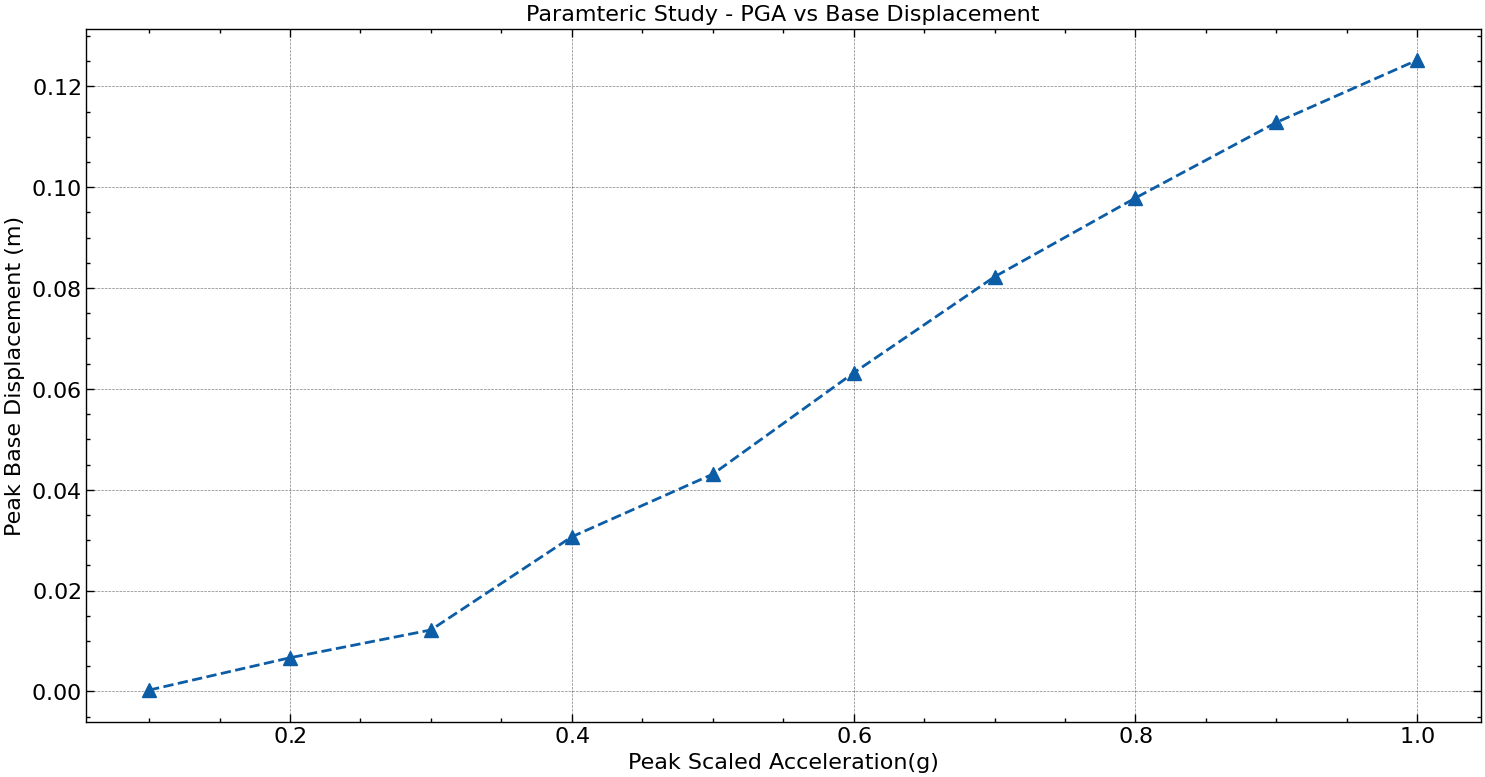 Paramteric Study - PGA vs Base Displacement
Peak Base Displacement (m)
0.12
0.10
0.08
0.06
0.04
0.02
0.00
0.2 0.4 0.6 0.8 1.0
Peak Scaled Acceleration(g)